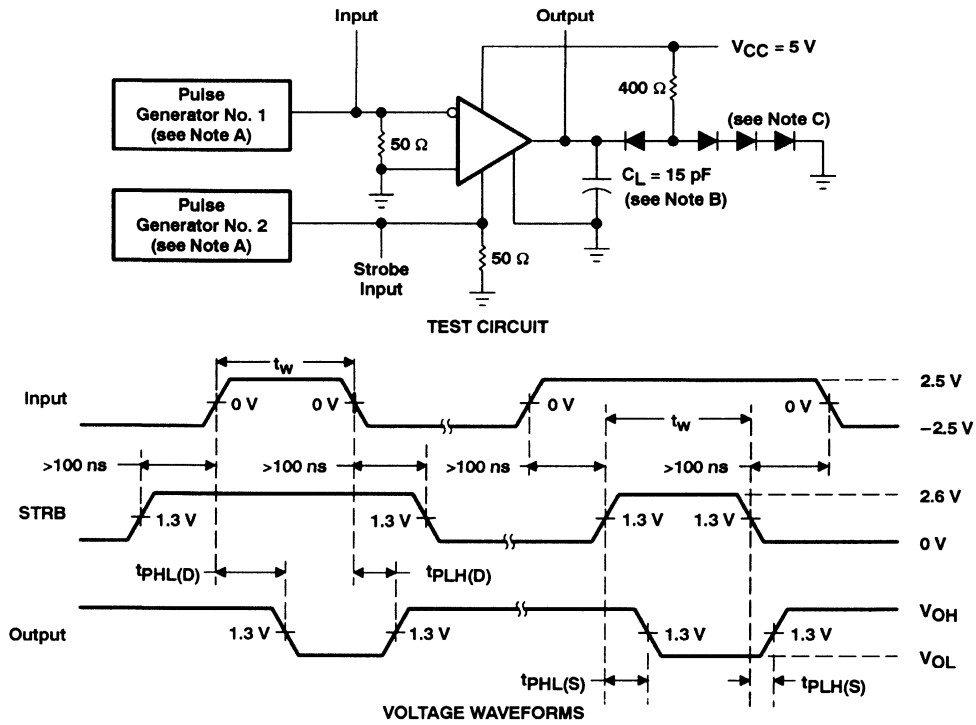 Input
Output
VCC = 5 V
Pulse
Generator No. 1
(see Note A)
400 Ω
(see Note C)
50 Ω
CL = 15 pF
(see Note B)
Pulse
Generator No. 2
(see Note A)
50 Ω
Strobe
Input
TEST CIRCUIT
tw
Input
0 V
0 V
0 V
0 V
2.5 V
−2.5 V
tw
>100 ns
>100 ns
>100 ns
>100 ns
STRB
1.3 V
1.3 V
1.3 V
1.3 V
2.6 V
0 V
tPHL(D)
tPLH(D)
Output
1.3 V
1.3 V
1.3 V
1.3 V
VOH
VOL
tPHL(S)
tPLH(S)
VOLTAGE WAVEFORMS